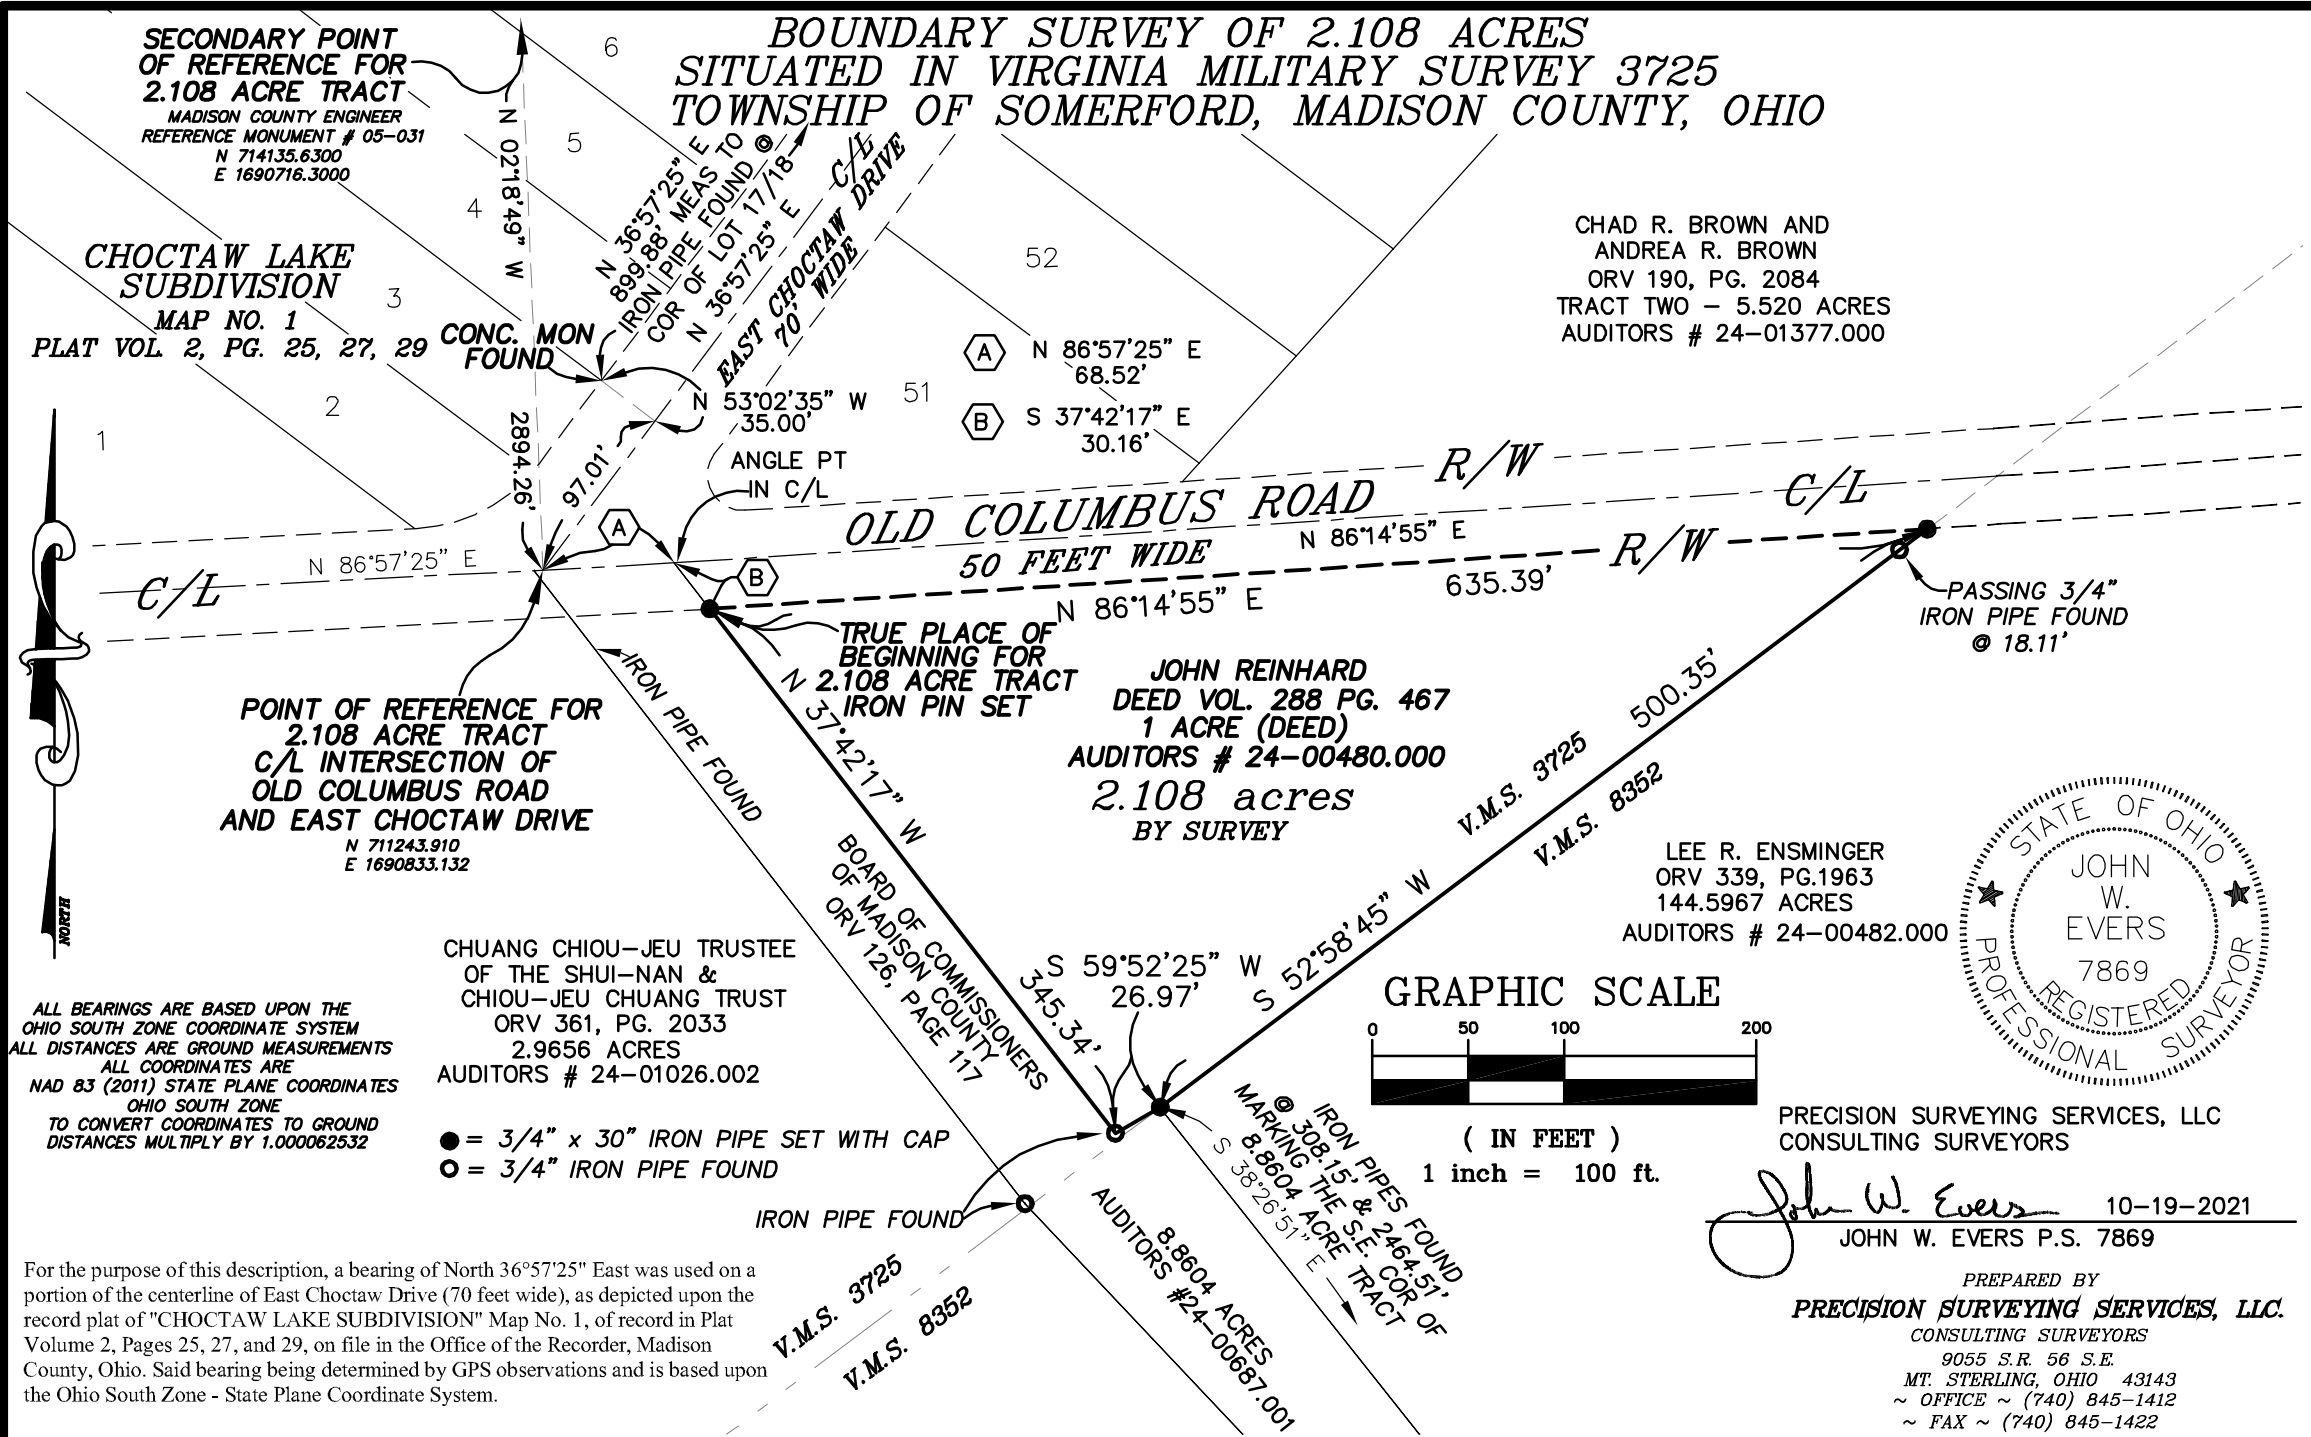 BOUNDARY SURVEY OF 2.108 ACRES
SITUATED IN VIRGINIA MILITARY SURVEY 3725
TOWNSHIP OF SOMERFORD, MADISON COUNTY, OHIO
SECONDARY POINT
OF REFERENCE FOR
2.108 ACRE TRACT
MADISON COUNTY ENGINEER
REFERENCE MONUMENT # 05-031
N 714135.6300
E 1690716.3000
N 02°18'49" W
2894.26'
6
5
4
3
2
1
CHOCTAW LAKE
SUBDIVISION
MAP NO. 1
PLAT VOL. 2, PG. 25, 27, 29
CONC. MON
FOUND
N 36°57'25" E
899.88' MEAS TO
IRON PIPE FOUND @
COR OF LOT 17/18
N 36°57'25" E
C/L
EAST CHOCTAW DRIVE
70' WIDE
N 53°02'35" W
35.00'
97.01'
52
51
A N 86°57'25" E
68.52'
B S 37°42'17" E
30.16'
CHAD R. BROWN AND
ANDREA R. BROWN
ORV 190, PG. 2084
TRACT TWO - 5.520 ACRES
AUDITORS # 24-01377.000
ANGLE PT
IN C/L
A
B
OLD COLUMBUS ROAD
50 FEET WIDE
R/W
C/L
N 86°14'55" E
R/W
N 86°57'25" E
C/L
N 86°14'55" E
635.39'
PASSING 3/4"
IRON PIPE FOUND
@ 18.11'
TRUE PLACE OF
BEGINNING FOR
2.108 ACRE TRACT
IRON PIN SET
JOHN REINHARD
DEED VOL. 288 PG. 467
1 ACRE (DEED)
AUDITORS # 24-00480.000
2.108 acres
BY SURVEY
POINT OF REFERENCE FOR
2.108 ACRE TRACT
C/L INTERSECTION OF
OLD COLUMBUS ROAD
AND EAST CHOCTAW DRIVE
N 711243.910
E 1690833.132
IRON PIPE FOUND
N 37°42'17" W
345.34'
BOARD OF COMMISSIONERS
OF MADISON COUNTY
ORV 126, PAGE 117
500.35'
S 52°58'45" W
V.M.S. 3725
V.M.S. 8352
LEE R. ENSMINGER
ORV 339, PG.1963
144.5967 ACRES
AUDITORS # 24-00482.000
STATE OF OHIO
JOHN
W.
EVERS
7869
REGISTERED
PROFESSIONAL SURVEYOR
NORTH
CHUANG CHIOU-JEU TRUSTEE
OF THE SHUI-NAN &
CHIOU-JEU CHUANG TRUST
ORV 361, PG. 2033
2.9656 ACRES
AUDITORS # 24-01026.002
S 59°52'25" W
26.97'
GRAPHIC SCALE
0 50 100 200
( IN FEET )
1 inch = 100 ft.
ALL BEARINGS ARE BASED UPON THE
OHIO SOUTH ZONE COORDINATE SYSTEM
ALL DISTANCES ARE GROUND MEASUREMENTS
ALL COORDINATES ARE
NAD 83 (2011) STATE PLANE COORDINATES
OHIO SOUTH ZONE
TO CONVERT COORDINATES TO GROUND
DISTANCES MULTIPLY BY 1.000062532
= 3/4" x 30" IRON PIPE SET WITH CAP
= 3/4" IRON PIPE FOUND
IRON PIPE FOUND
IRON PIPES FOUND
@ 308.15' & 2464.51'
MARKING THE S.E. COR OF
8.8604 ACRE TRACT
S 38°26'51" E
8.8604 ACRES
AUDITORS #24-00687.001
V.M.S. 3725
V.M.S. 8352
PRECISION SURVEYING SERVICES, LLC
CONSULTING SURVEYORS
John W. Evers 10-19-2021
JOHN W. EVERS P.S. 7869
PREPARED BY
PRECISION SURVEYING SERVICES, LLC.
CONSULTING SURVEYORS
9055 S.R. 56 S.E.
MT. STERLING, OHIO 43143
~ OFFICE ~ (740) 845-1412
~ FAX ~ (740) 845-1422
For the purpose of this description, a bearing of North 36°57'25" East was used on a
portion of the centerline of East Choctaw Drive (70 feet wide), as depicted upon the
record plat of "CHOCTAW LAKE SUBDIVISION" Map No. 1, of record in Plat
Volume 2, Pages 25, 27, and 29, on file in the Office of the Recorder, Madison
County, Ohio. Said bearing being determined by GPS observations and is based upon
the Ohio South Zone - State Plane Coordinate System.